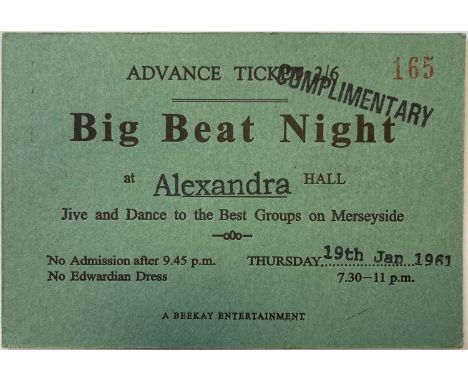 ADVANCE TICKET 2/6 165
COMPLIMENTARY
Big Beat Night
at Alexandra HALL
Jive and Dance to the Best Groups on Merseyside
No Admission after 9.45 p.m. THURSDAY 19th Jan 1961
No Edwardian Dress 7.30—11 p.m.
A BEEKAY ENTERTAINMENT